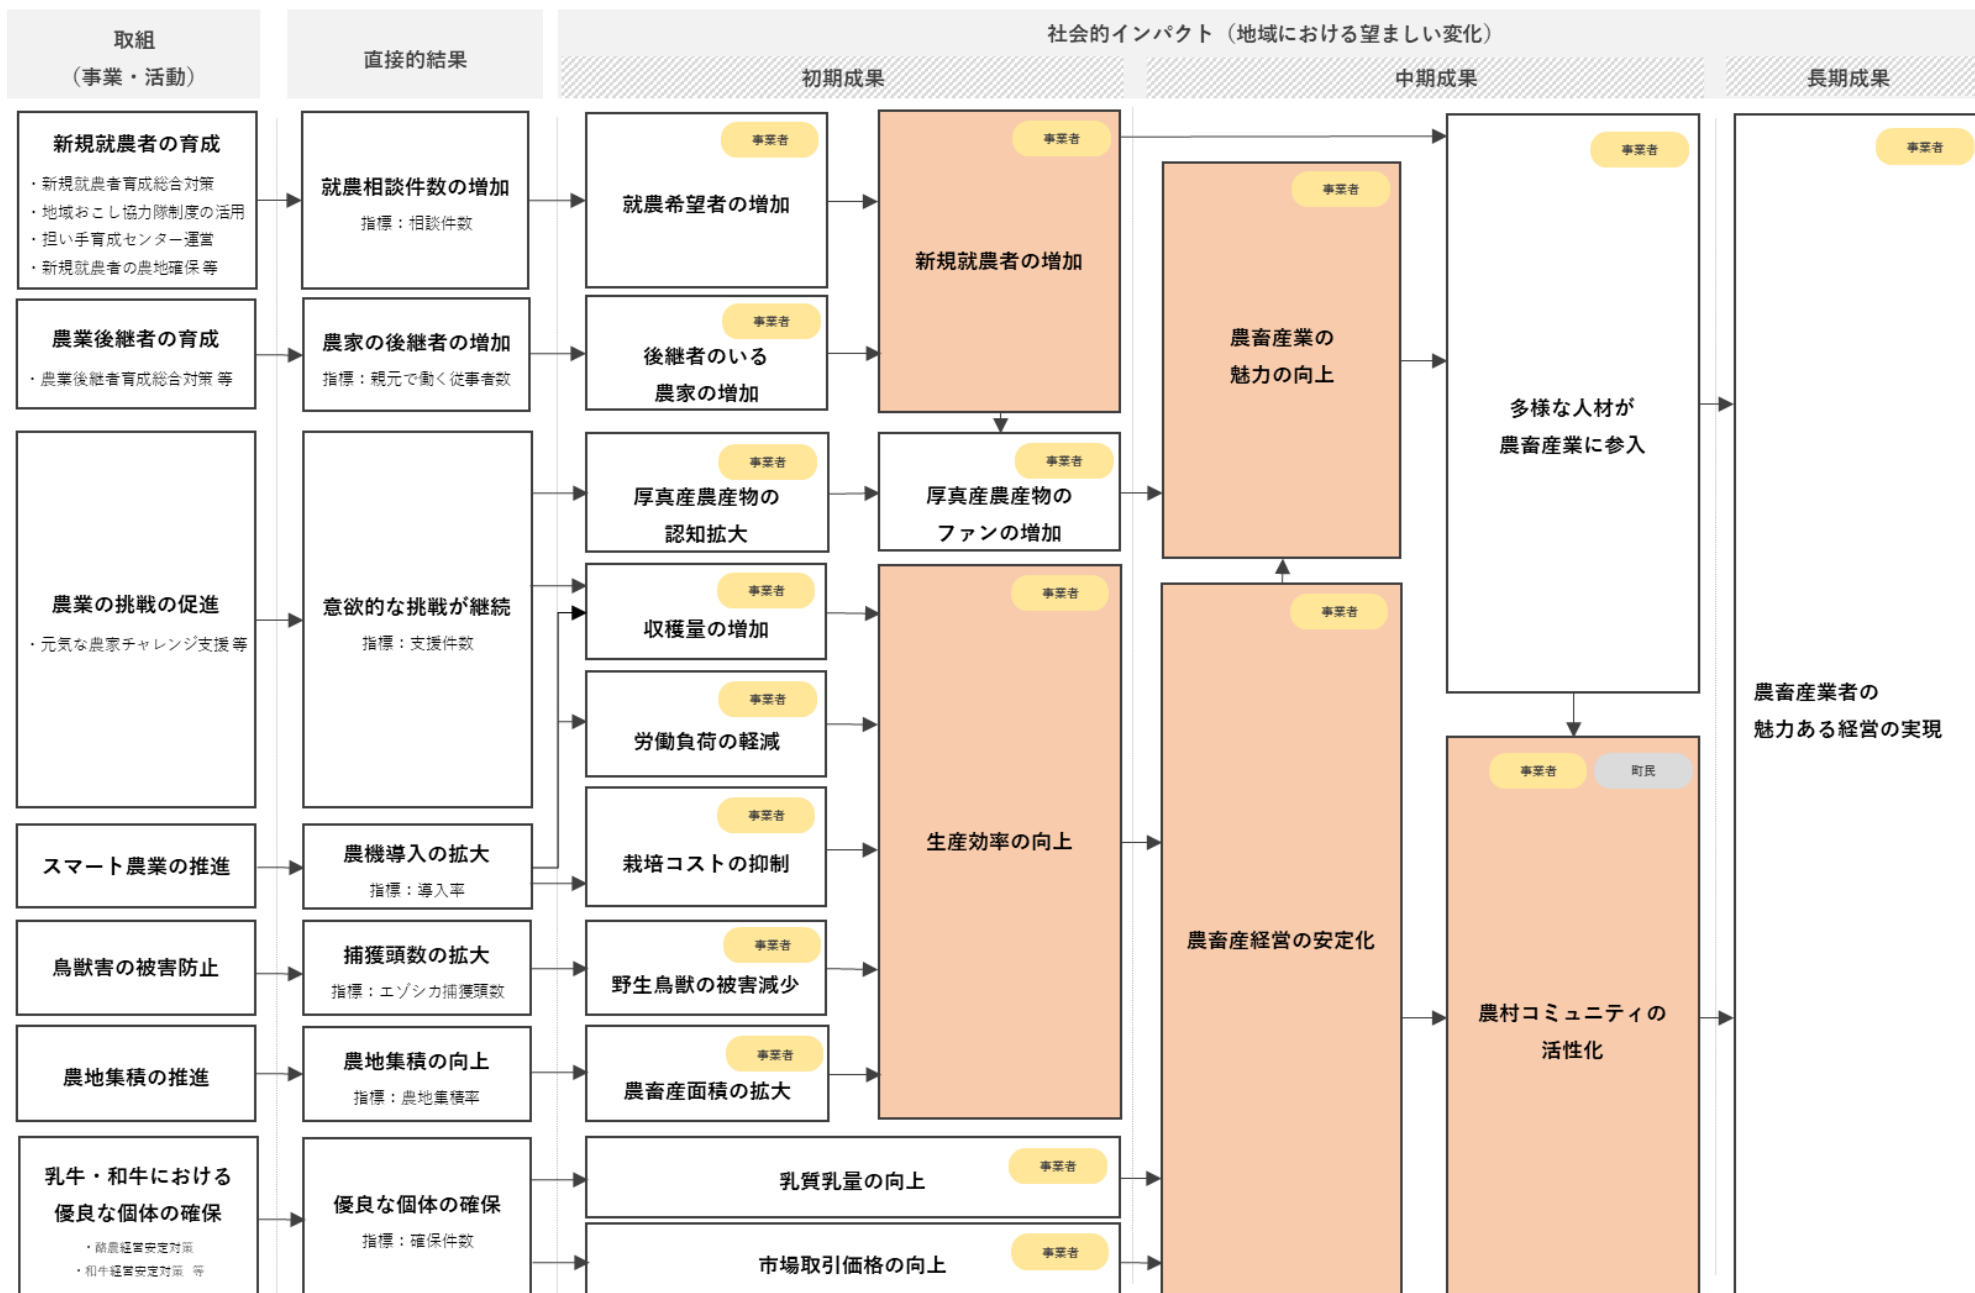 取組
（事業・活動）
直接的結果
社会的インパクト（地域における望ましい変化）
初期成果
中期成果
長期成果
新規就農者の育成
・新規就農者育成総合対策
・地域おこし協力隊制度の活用
・担い手育成センター運営
・新規就農者の農地確保 等
就農相談件数の増加
指標：相談件数
事業者
就農希望者の増加
事業者
新規就農者の増加
農業後継者の育成
・農業後継者育成総合対策 等
農家の後継者の増加
指標：親元で働く従事者数
事業者
後継者のいる
農家の増加
農業の挑戦の促進
・元気な農家チャレンジ支援 等
意欲的な挑戦が継続
指標：支援件数
事業者
厚真産農産物の
認知拡大
事業者
厚真産農産物の
ファンの増加
事業者
収穫量の増加
事業者
労働負荷の軽減
事業者
栽培コストの抑制
事業者
生産効率の向上
スマート農業の推進
農機導入の拡大
指標：導入率
鳥獣害の被害防止
捕獲頭数の拡大
指標：エゾシカ捕獲頭数
事業者
野生鳥獣の被害減少
農地集積の推進
農地集積の向上
指標：農地集積率
事業者
農畜産面積の拡大
乳牛・和牛における
優良な個体の確保
・酪農経営安定対策
・和牛経営安定対策 等
優良な個体の確保
指標：確保件数
事業者
乳質乳量の向上
事業者
市場取引価格の向上
事業者
農畜産業の
魅力の向上
事業者
農畜産経営の安定化
事業者
多様な人材が
農畜産業に参入
事業者
町民
農村コミュニティの
活性化
事業者
農畜産業者の
魅力ある経営の実現